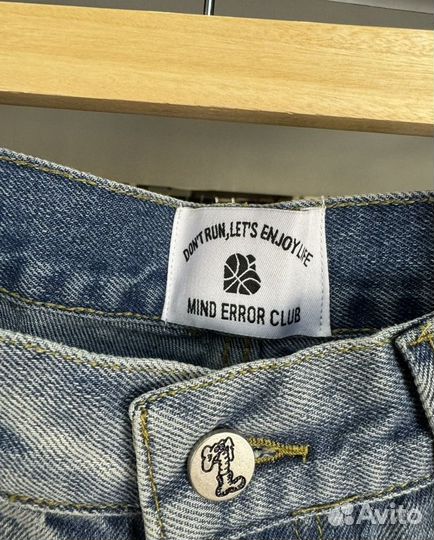 DON'T RUN, LET'S ENJOY LIFE
MIND ERROR CLUB
Avito